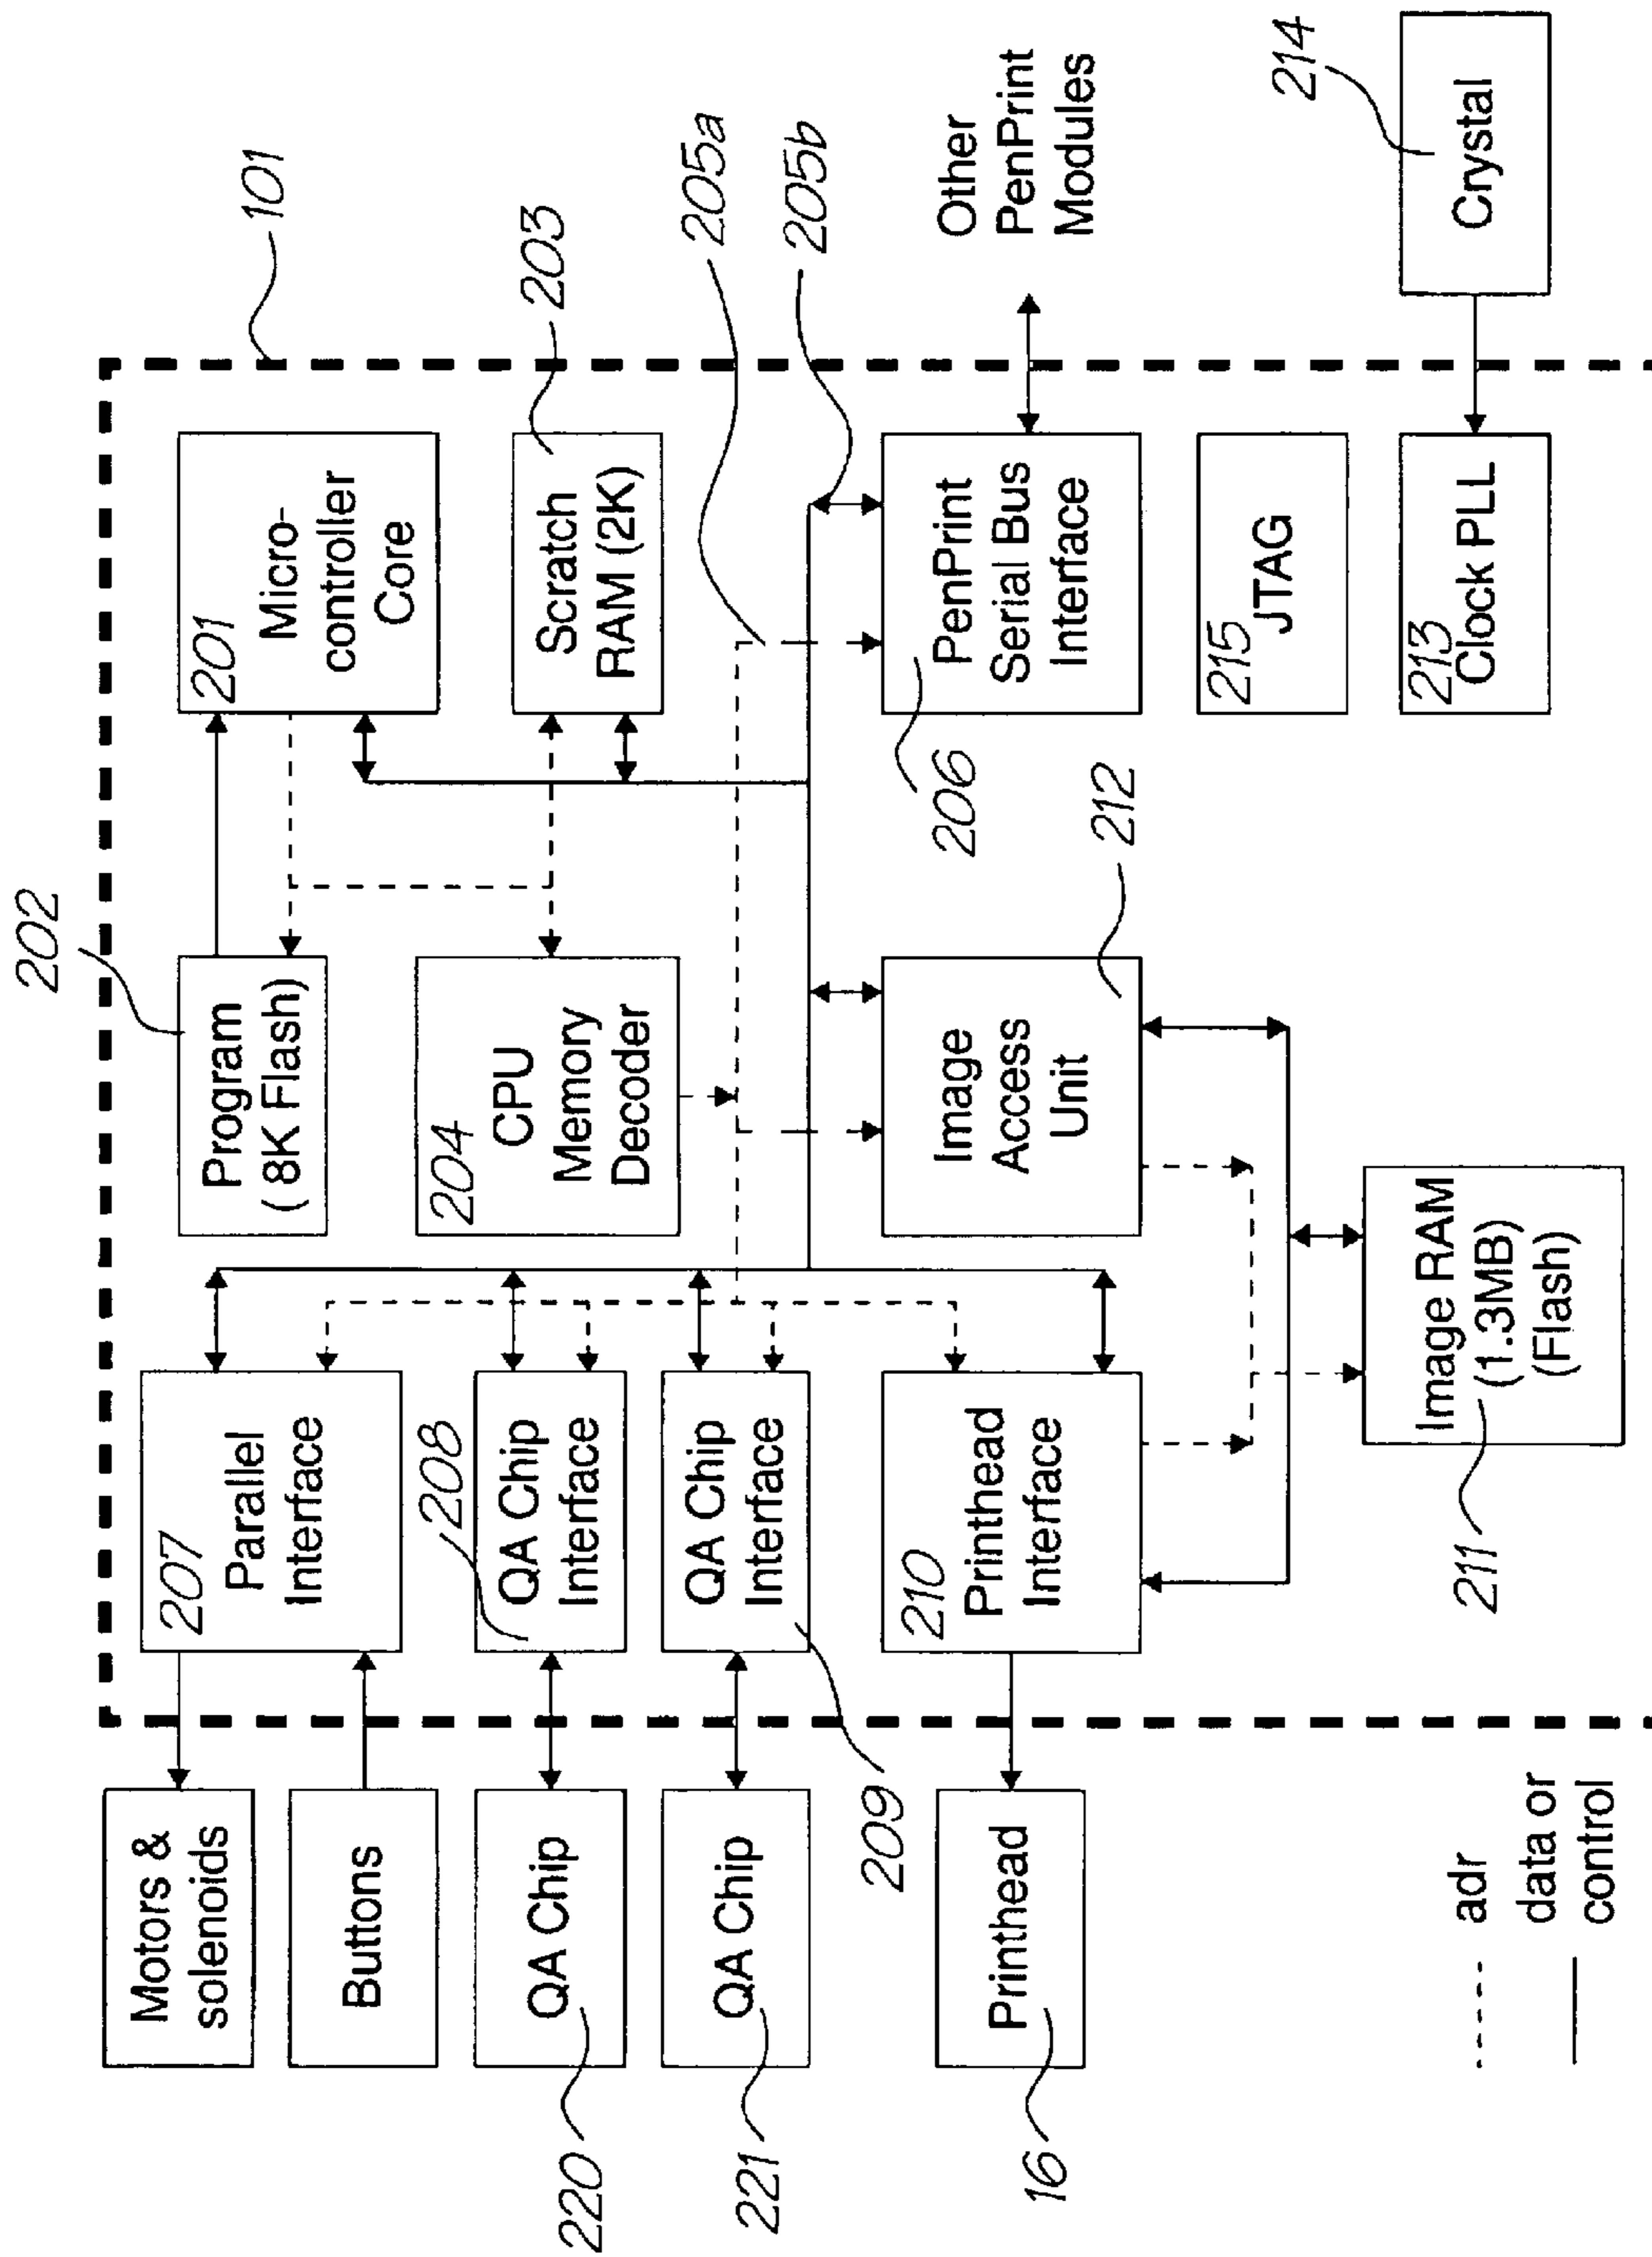 202
101
Motors &
solenoids
207
Parallel
Interface
Program
( 8K Flash)
201
Micro-
controller
Core
Buttons
203
QA Chip
208
QA Chip
Interface
204
CPU
Memory
Decoder
Scratch
RAM (2K)
220
205a
QA Chip
QA Chip
Interface
205b
221
209
206
Printhead
210
Printhead
Interface
Image
Access
Unit
PenPrint
Serial Bus
Interface
Other
PenPrint
Modules
16
212
215
JTAG
214
211
Image RAM
(1.3MB)
(Flash)
213
Clock PLL
Crystal
adr
data or
control